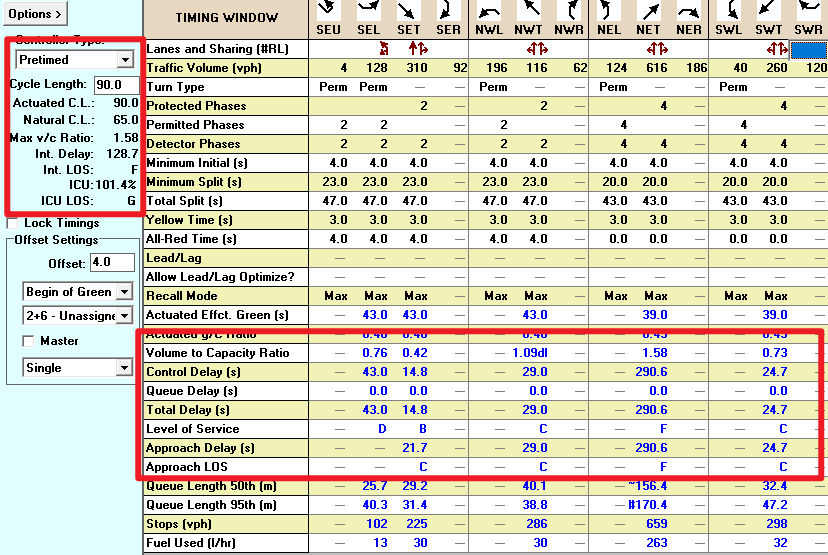 Options >
Controller Type:
Pretimed
Cycle Length: 90.0
Actuated C.L.: 90.0
Natural C.L.: 65.0
Max v/c Ratio: 1.58
Int. Delay: 128.7
Int. LOS: F
ICU: 101.4%
ICU LOS: G
Lock Timings
Offset Settings
Offset: 4.0
Begin of Green
2+6 - Unassigne
Master
Single
TIMING WINDOW SEU SEL SET SER NWL NWT NWR NEL NET NER SWL SWT SWR
Lanes and Sharing (#RL)
Traffic Volume (vph) 4 128 310 92 196 116 62 124 616 186 40 260 120
Turn Type Perm Perm — — Perm — — Perm — — Perm — —
Protected Phases 2 2 4 4
Permitted Phases 2 2 2 4 4
Detector Phases 2 2 2 — 2 2 — 4 4 — 4 4 —
Minimum Initial (s) 4.0 4.0 4.0 — 4.0 4.0 — 4.0 4.0 — 4.0 4.0 —
Minimum Split (s) 23.0 23.0 23.0 — 23.0 23.0 — 20.0 20.0 — 20.0 20.0 —
Total Split (s) 47.0 47.0 47.0 — 47.0 47.0 — 43.0 43.0 — 43.0 43.0 —
Yellow Time (s) 3.0 3.0 3.0 — 3.0 3.0 — 3.0 3.0 — 3.0 3.0 —
All-Red Time (s) 4.0 4.0 4.0 — 4.0 4.0 — 0.0 0.0 — 0.0 0.0 —
Lead/Lag — — — — — — — — — — — — —
Allow Lead/Lag Optimize? — — — — — — — — — — — — —
Recall Mode Max Max Max — Max Max — Max Max — Max Max —
Actuated Effct. Green (s) — 43.0 43.0 — — 43.0 — — 39.0 — — 39.0 —
Actuated g/C Ratio — 0.48 0.48 — — 0.48 — — 0.43 — — 0.43 —
Volume to Capacity Ratio — 0.76 0.42 — — 1.09dl — — 1.58 — — 0.73 —
Control Delay (s) — 43.0 14.8 — — 29.0 — — 290.6 — — 24.7 —
Queue Delay (s) — 0.0 0.0 — — 0.0 — — 0.0 — — 0.0 —
Total Delay (s) — 43.0 14.8 — — 29.0 — — 290.6 — — 24.7 —
Level of Service — D B — — C — — F — — C —
Approach Delay (s) — — 21.7 — — 29.0 — — 290.6 — — 24.7 —
Approach LOS — — C — — C — — F — — C —
Queue Length 50th (m) — 25.7 29.2 — — 40.1 — — ~156.4 — — 32.4 —
Queue Length 95th (m) — 40.3 31.4 — — 38.8 — — #170.4 — — 47.2 —
Stops (vph) — 102 225 — — 286 — — 659 — — 298 —
Fuel Used (l/hr) — 13 30 — — 30 — — 263 — — 32 —